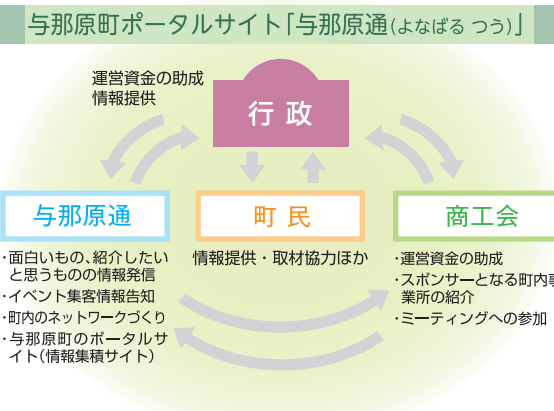 与那原町ポータルサイト「与那原通（よなばる つう）」
運営資金の助成
情報提供
行 政
与那原通
町 民
商工会
・面白いもの、紹介したい
と思うものの情報発信
・イベント集客情報告知
・町内のネットワークづくり
・与那原町のポータルサ
イト（情報集積サイト）
情報提供・取材協力ほか
・運営資金の助成
・スポンサーとなる町内事
業所の紹介
・ミーティングへの参加